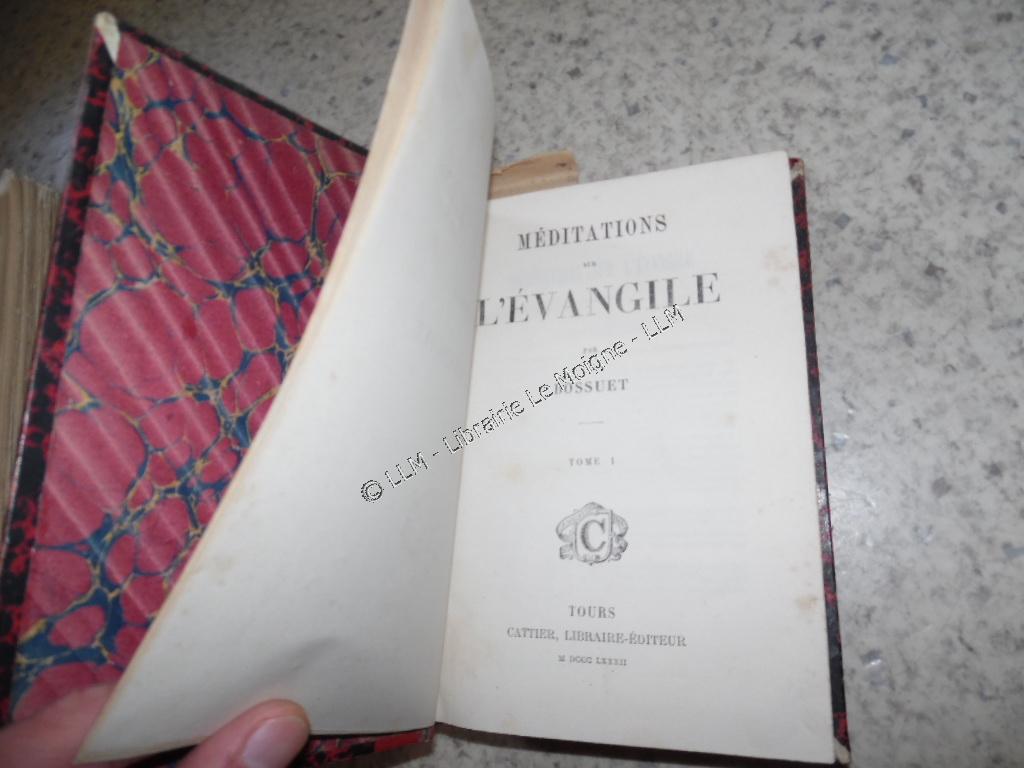 MÉDITATIONS
SUR
L'ÉVANGILE
PAR
BOSSUET
TOME I
C
TOURS
CATTIER, LIBRAIRE-ÉDITEUR
M DCCC LXXXII
© LLM - Librairie Le Moigne - LLM